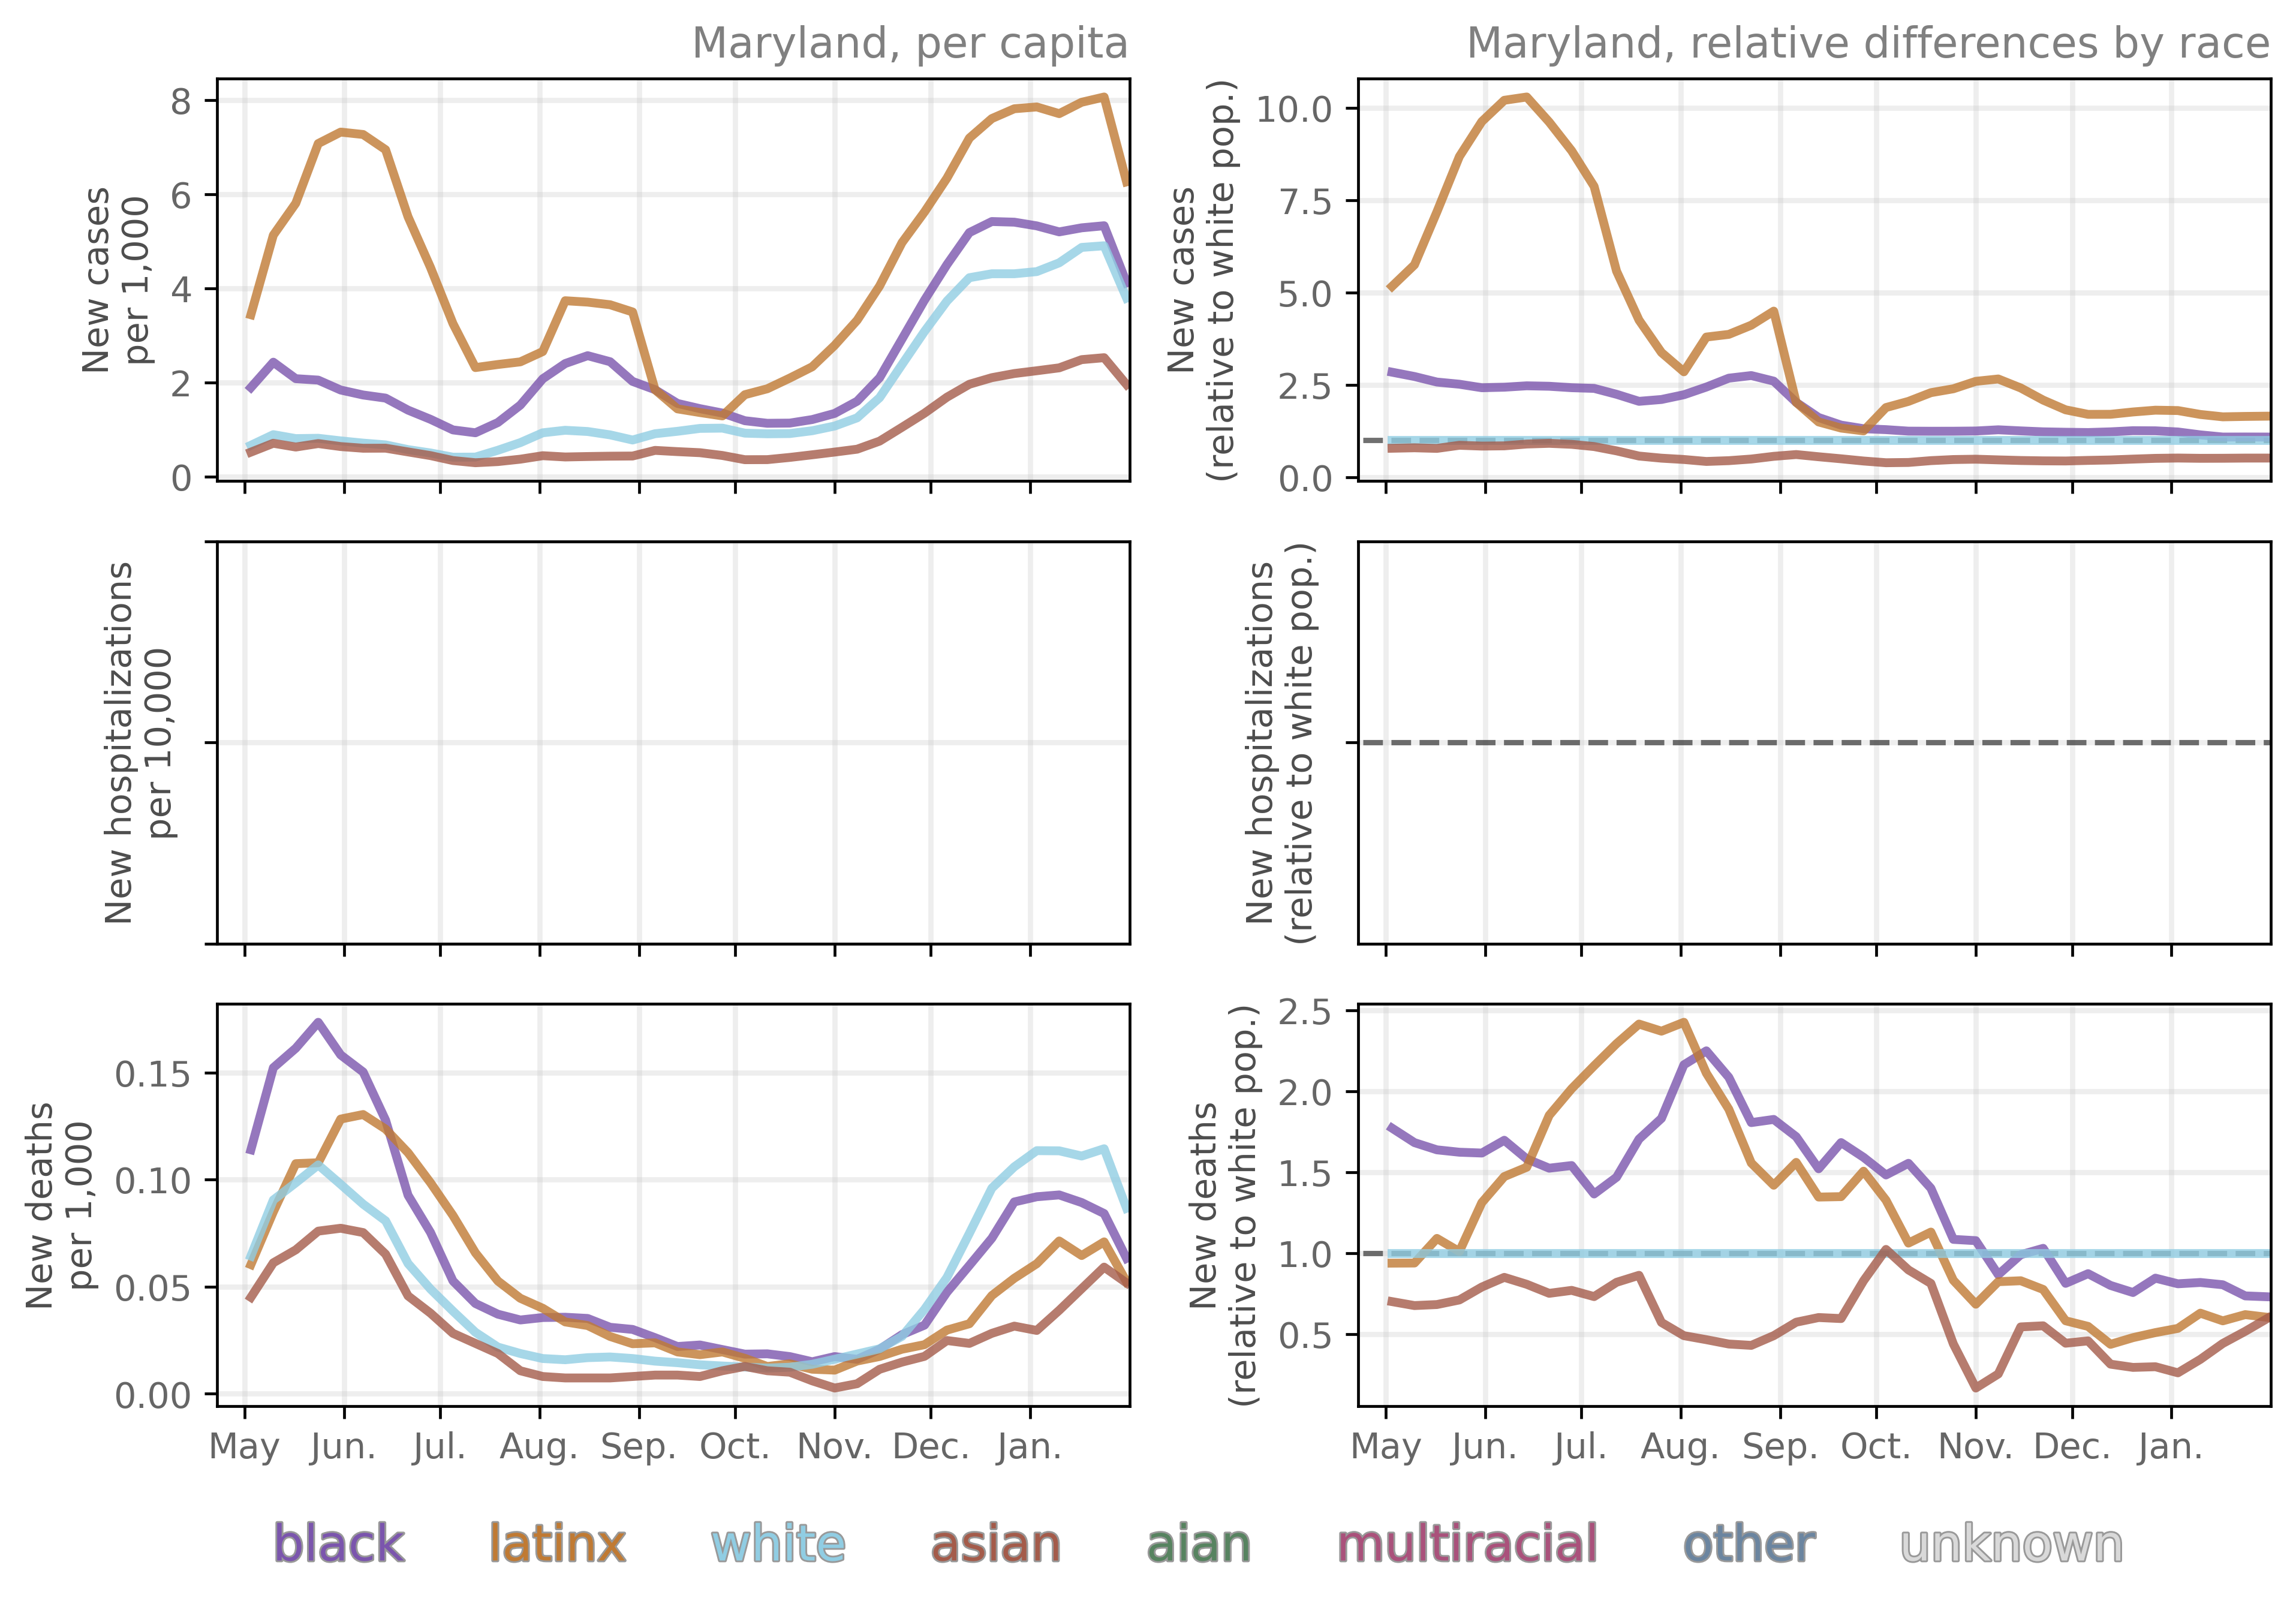 Maryland, per capita
Maryland, relative differences by race
New cases
per 1,000
8
6
4
2
0
New cases
(relative to white pop.)
10.0
7.5
5.0
2.5
0.0
New hospitalizations
per 10,000
New hospitalizations
(relative to white pop.)
New deaths
per 1,000
0.15
0.10
0.05
0.00
May Jun. Jul. Aug. Sep. Oct. Nov. Dec. Jan.
New deaths
(relative to white pop.)
2.5
2.0
1.5
1.0
0.5
May Jun. Jul. Aug. Sep. Oct. Nov. Dec. Jan.
black latinx white asian aian multiracial other unknown